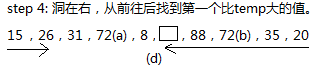 step 4: 洞在右，从前往后找到第一个比temp大的值。
15 ，26，31，72(a)，8，□，88，72(b)，35，20
(d)